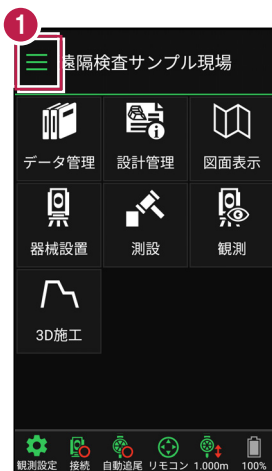 1
遠隔検査サンプル現場
データ管理 設計管理 図面表示
器械設置 測設 観測
3D施工
観測設定 接続 自動追尾 リモコン 1.000m 100%